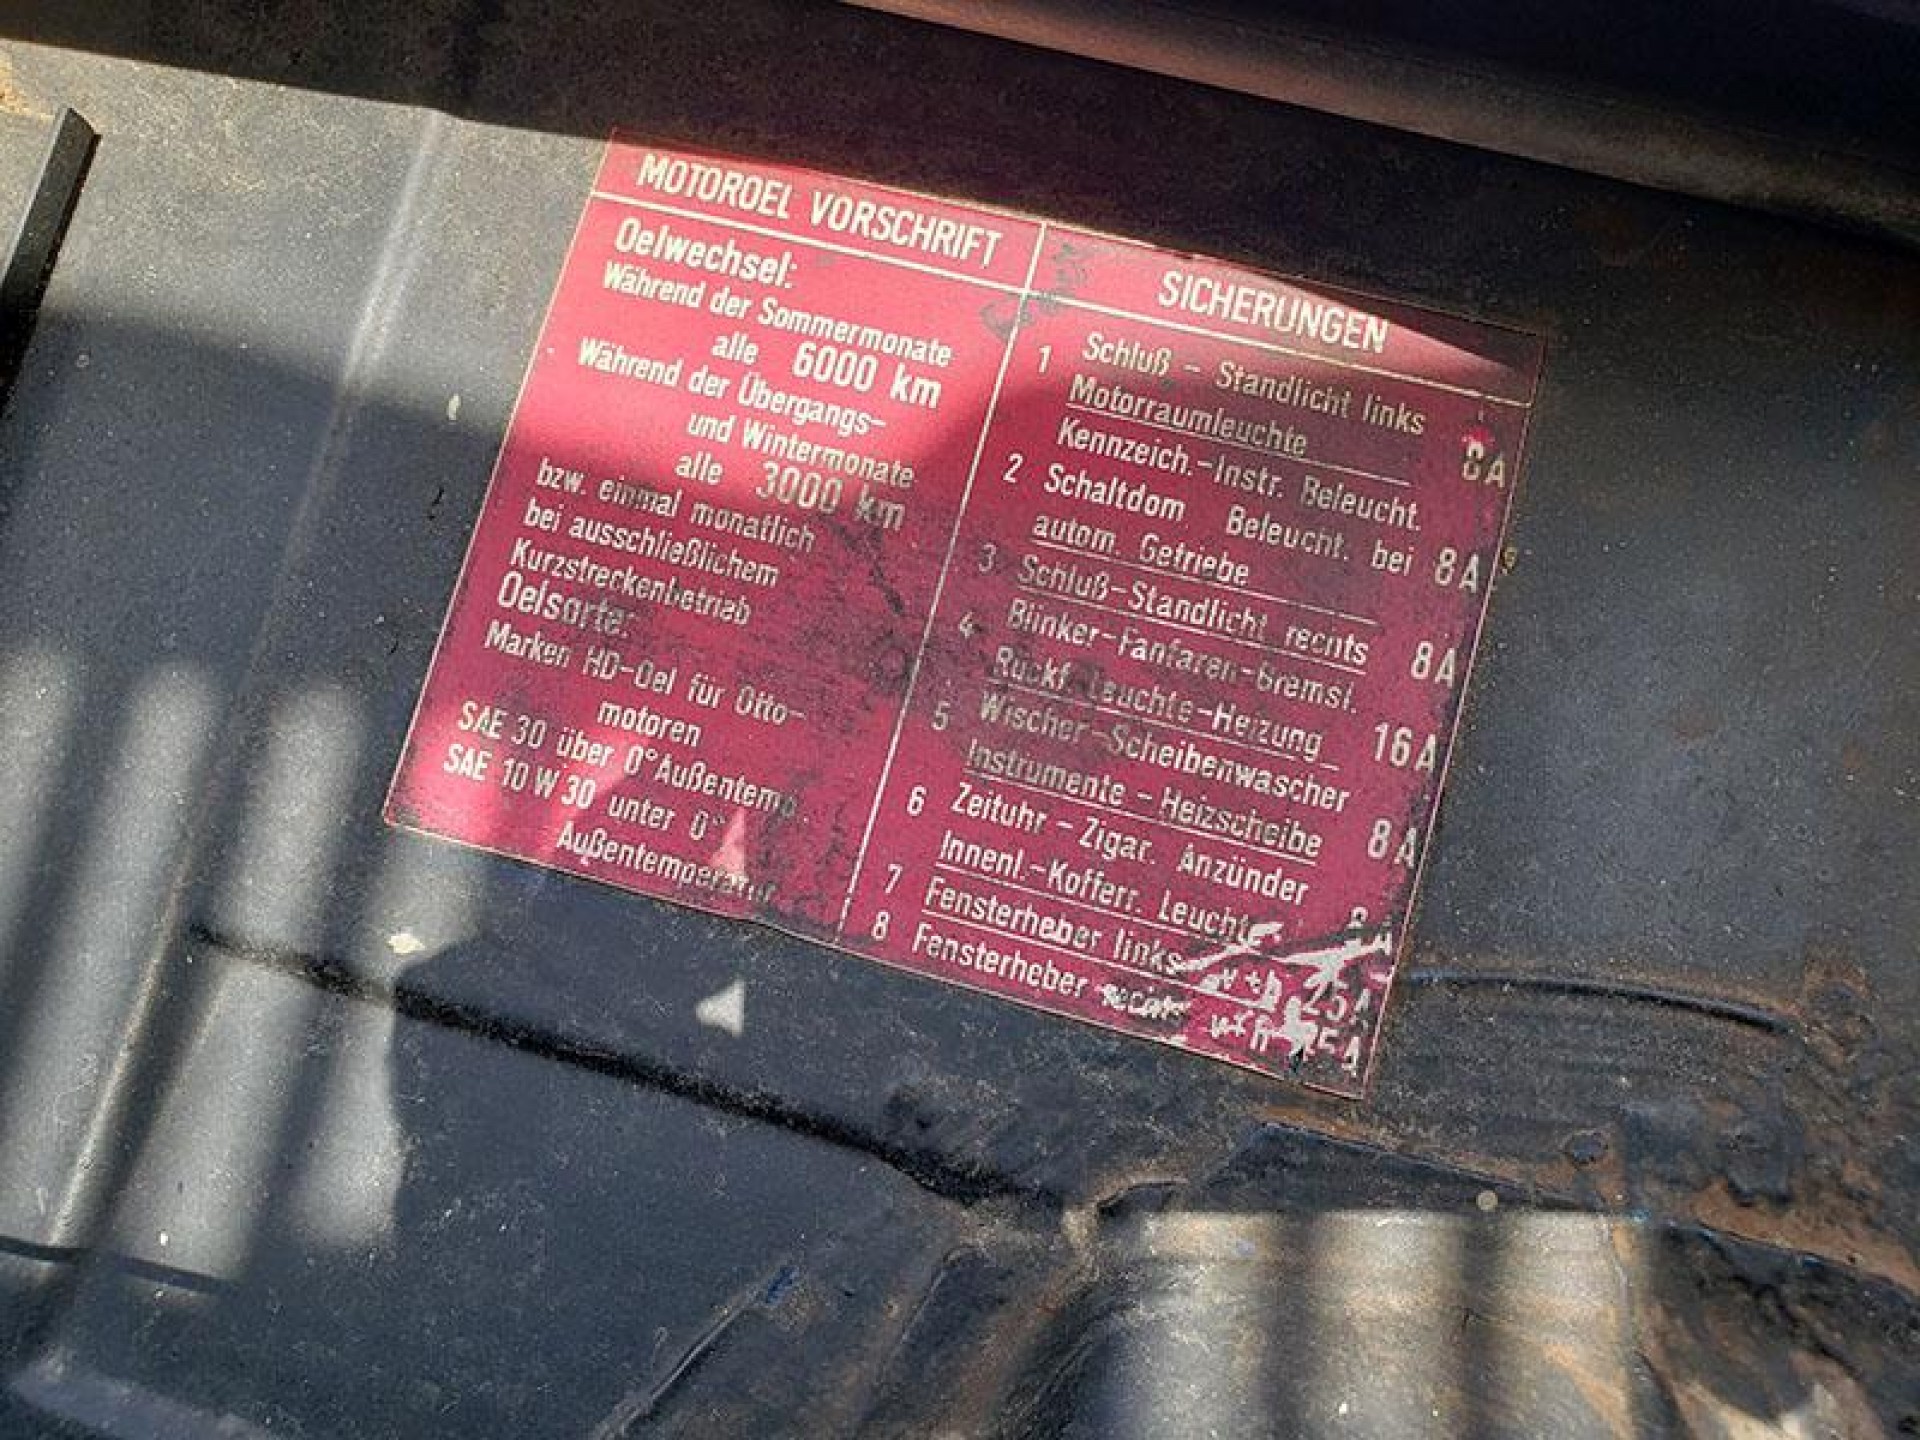 MOTOROEL VORSCHRIFT
Oelwechsel:
Während der Sommermonate
alle 6000 km
Während der Übergangs-
und Wintermonate
alle 3000 km
bzw. einmal monatlich
bei ausschließlichem
Kurzstreckenbetrieb
Oelsorte:
Marken HD-Oel für Otto-
motoren
SAE 30 über 0° Außentemp.
SAE 10 W 30 unter 0°
Außentemperatur
SICHERUNGEN
1 Schluß - Standlicht links
Motorraumleuchte 8A
Kennzeich.-Instr. Beleucht.
2 Schaltdom Beleucht. bei
autom. Getriebe 8A
3 Schluß-Standlicht rechts 8A
4 Blinker-Fanfaren-Bremsl.
Rückf. Leuchte-Heizung 16A
5 Wischer-Scheibenwascher
Instrumente - Heizscheibe 8A
6 Zeituhr - Zigar. Anzünder
Innenl.-Kofferr. Leuchte 8A
7 Fensterheber links v+h 25A
8 Fensterheber rechts v+h 25A